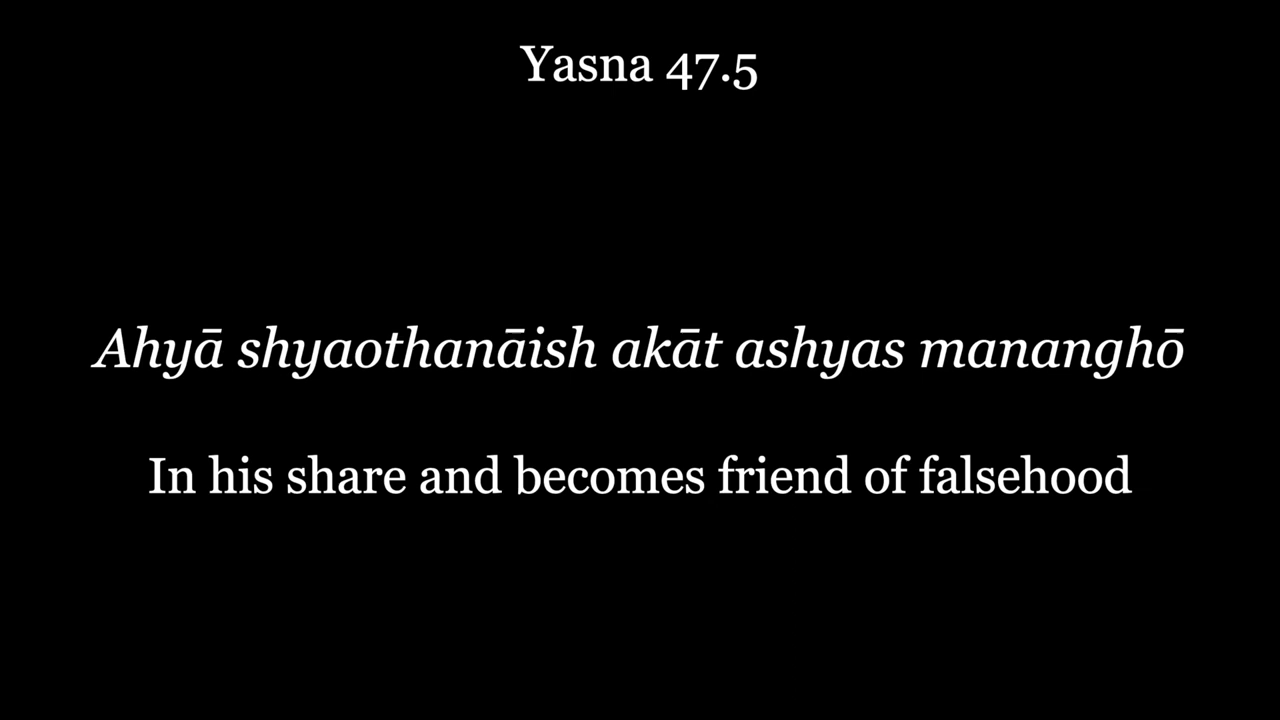 Yasna 47.5
Ahyā shyaothanāish akāt ashyas mananghō
In his share and becomes friend of falsehood